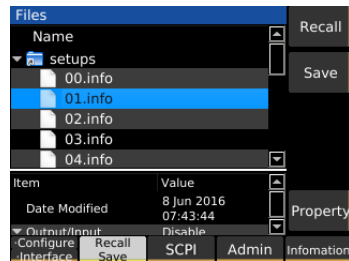 Files
Recall
Name
setups
Save
00.info
01.info
02.info
03.info
04.info
Item Value
Date Modified 8 Jun 2016 07:43:44
Property
Output/Input Disable
·Configure
·Interface
Recall
Save
SCPI
Admin
Infomation